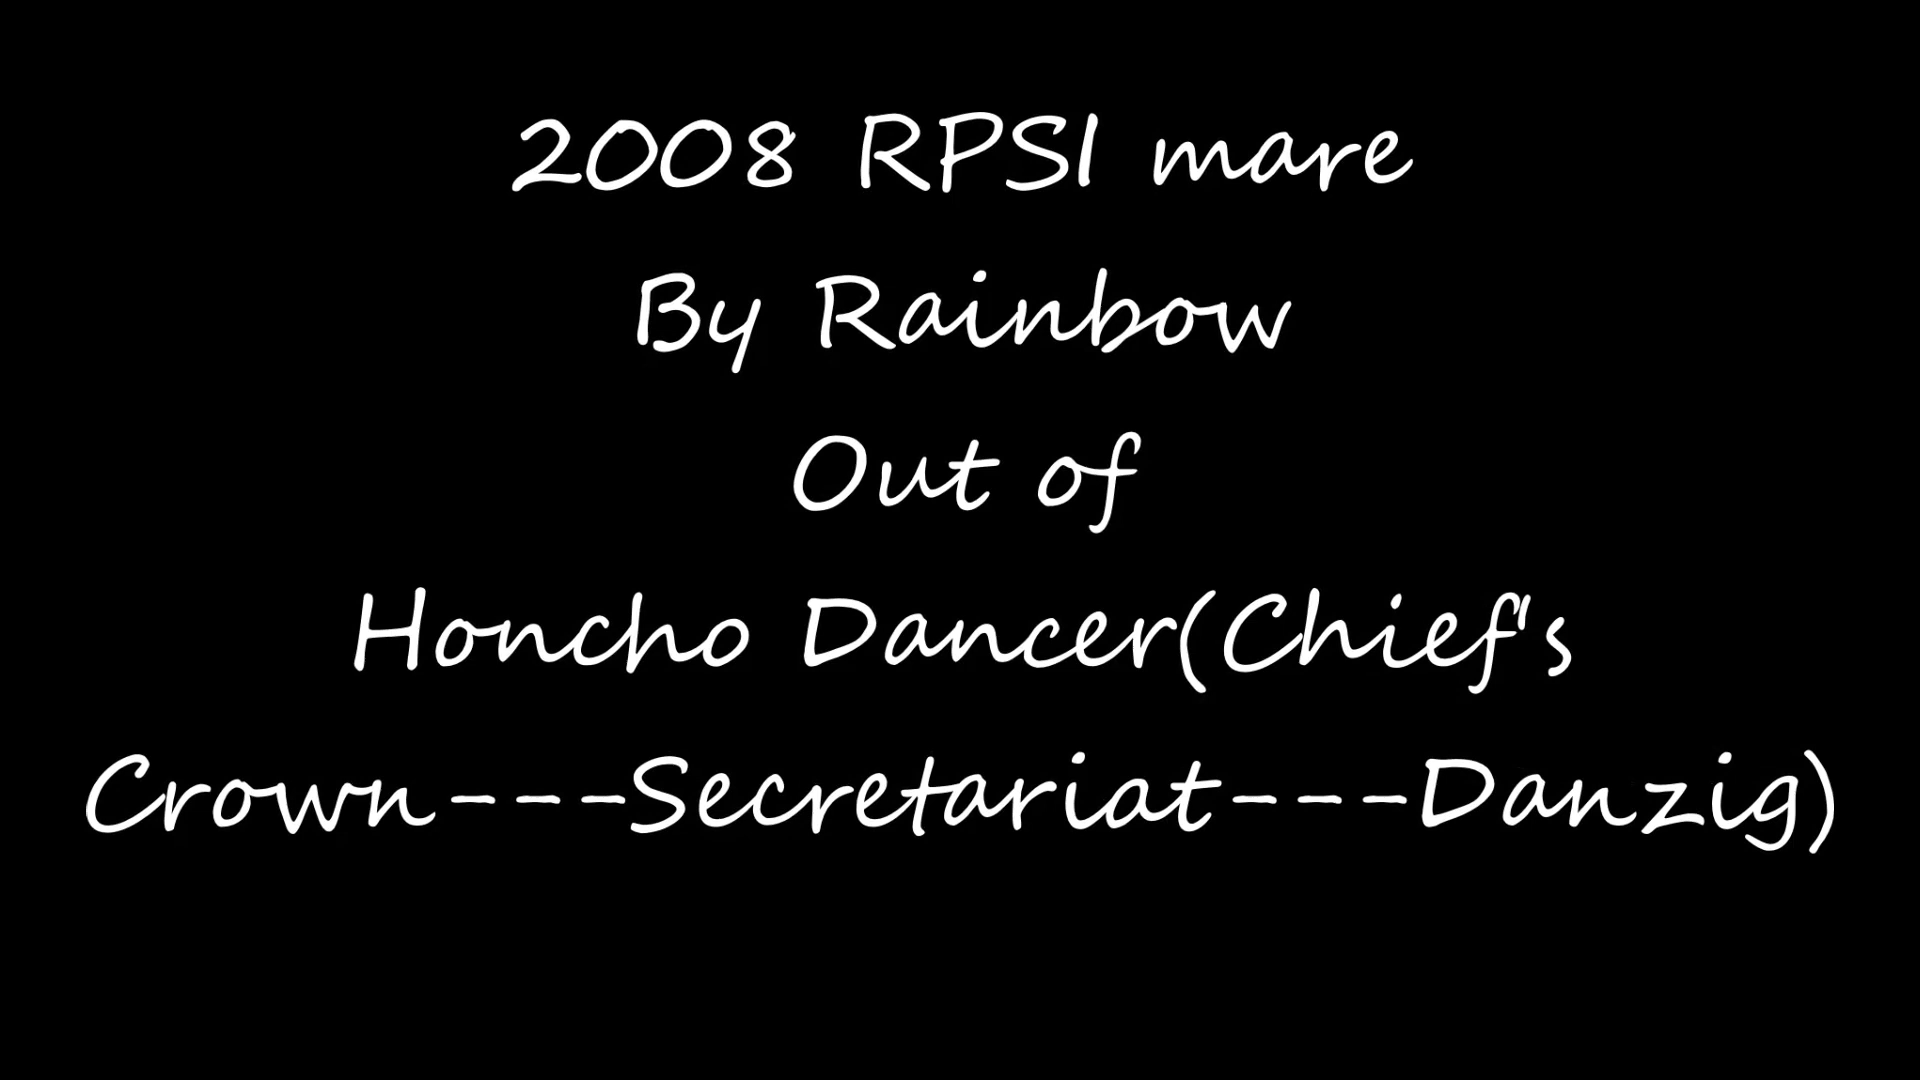 2008 RPSI mare
By Rainbow
Out of
Honcho Dancer(Chief's
Crown---Secretariat---Danzig)